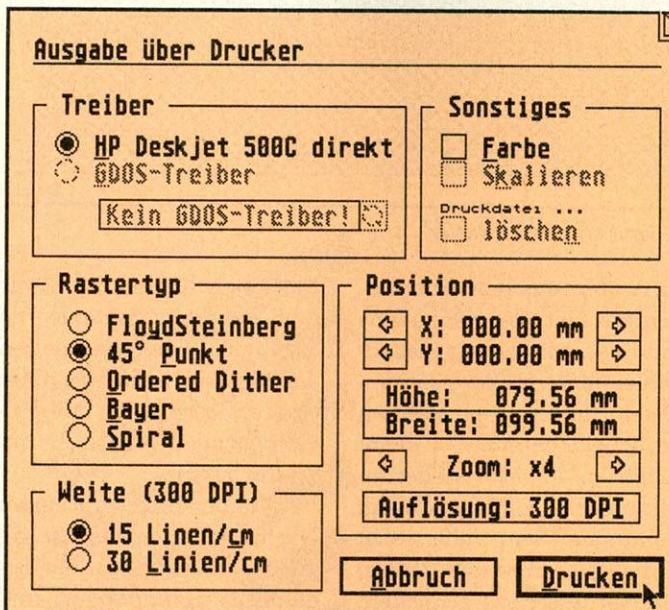 Ausgabe über Drucker
Treiber
HP Deskjet 500C direkt
GDOS-Treiber
Kein GDOS-Treiber!
Sonstiges
Farbe
Skalieren
Druckdatei ...
löschen
Rastertyp
FloydSteinberg
45° Punkt
Ordered Dither
Bayer
Spiral
Position
X: 000.00 mm
Y: 000.00 mm
Höhe: 079.56 mm
Breite: 099.56 mm
Zoom: x4
Auflösung: 300 DPI
Weite (300 DPI)
15 Linen/cm
30 Linien/cm
Abbruch
Drucken